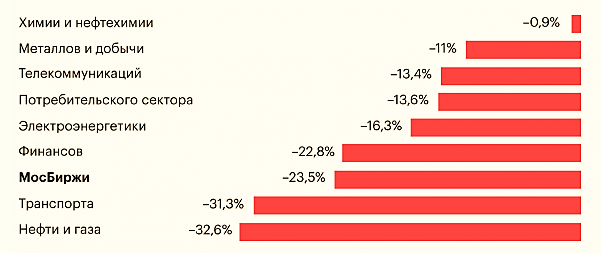 Химии и нефтехимии –0,9%
Металлов и добычи –11%
Телекоммуникаций –13,4%
Потребительского сектора –13,6%
Электроэнергетики –16,3%
Финансов –22,8%
МосБиржи –23,5%
Транспорта –31,3%
Нефти и газа –32,6%